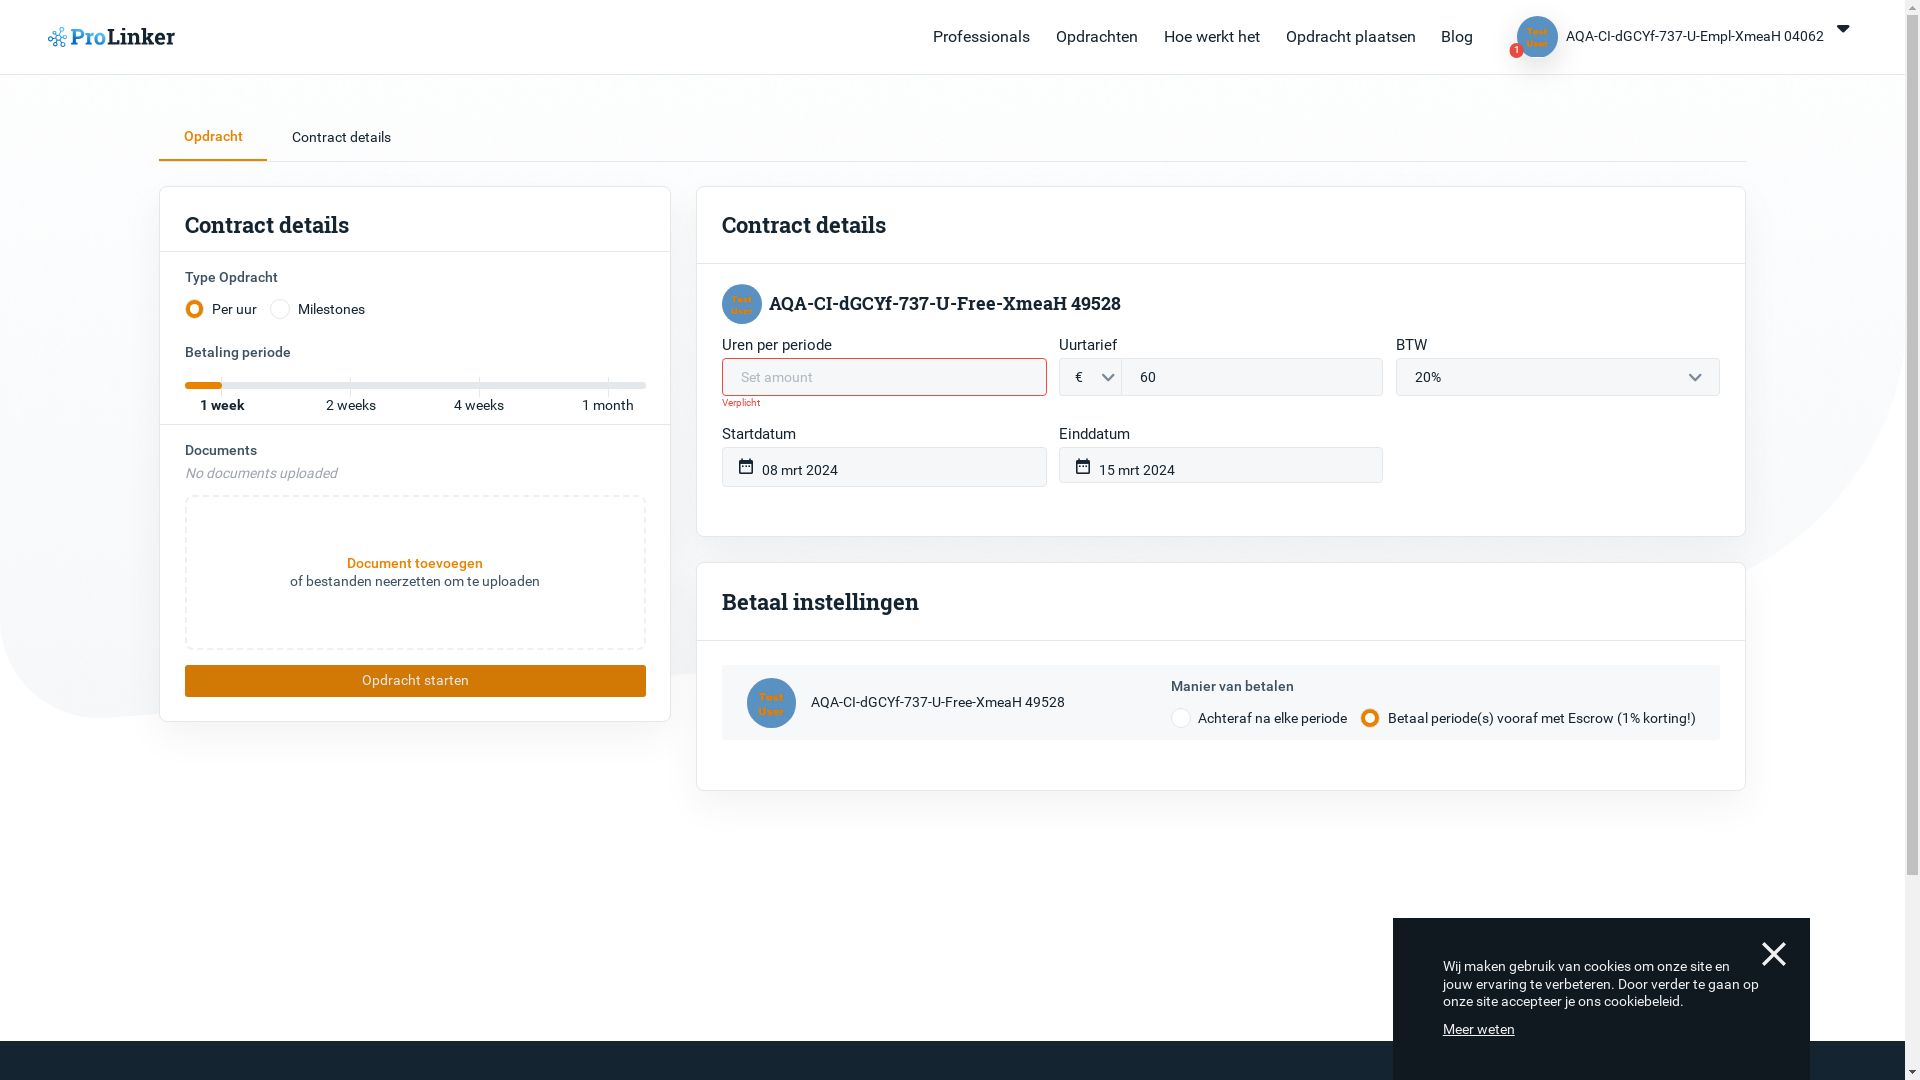 ProLinker
Professionals
Opdrachten
Hoe werkt het
Opdracht plaatsen
Blog
Test
User
1
AQA-CI-dGCYf-737-U-Empl-XmeaH 04062
Opdracht
Contract details
Contract details
Type Opdracht
Per uur
Milestones
Betaling periode
1 week
2 weeks
4 weeks
1 month
Documents
No documents uploaded
Document toevoegen
of bestanden neerzetten om te uploaden
Opdracht starten
Contract details
Test
User
AQA-CI-dGCYf-737-U-Free-XmeaH 49528
Uren per periode
Uurtarief
BTW
Set amount
€
60
20%
Verplicht
Startdatum
Einddatum
08 mrt 2024
15 mrt 2024
Betaal instellingen
Test
User
AQA-CI-dGCYf-737-U-Free-XmeaH 49528
Manier van betalen
Achteraf na elke periode
Betaal periode(s) vooraf met Escrow (1% korting!)
Wij maken gebruik van cookies om onze site en
jouw ervaring te verbeteren. Door verder te gaan op
onze site accepteer je ons cookiebeleid.
Meer weten